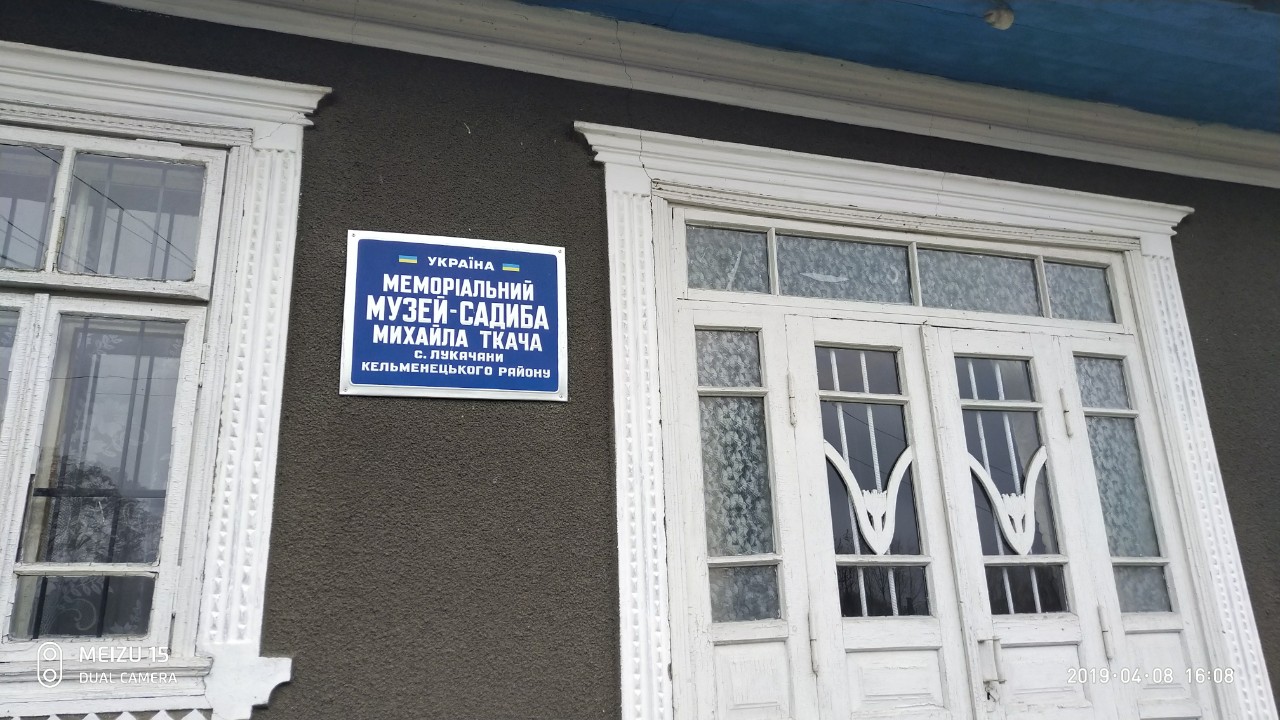 УКРАЇНА
МЕМОРІАЛЬНИЙ
МУЗЕЙ-САДИБА
МИХАЙЛА ТКАЧА
С. ЛУКАЧАНИ
КЕЛЬМЕНЕЦЬКОГО РАЙОНУ
MEIZU 15
DUAL CAMERA
2019·04·08 16:08